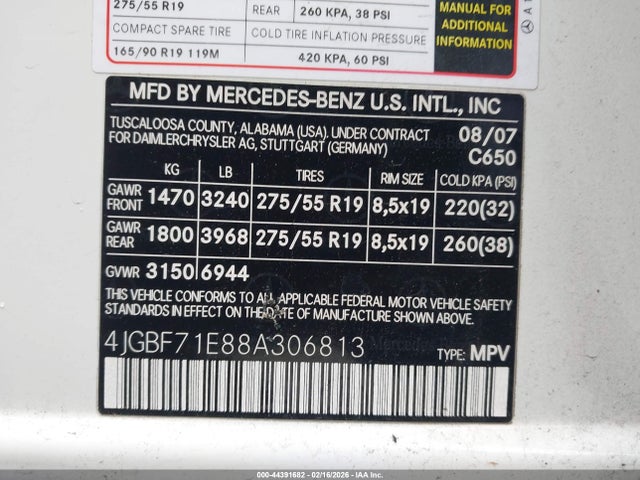 275/55 R19 REAR 260 KPA, 38 PSI
COMPACT SPARE TIRE COLD TIRE INFLATION PRESSURE
165/90 R19 119M 420 KPA, 60 PSI
MANUAL FOR
ADDITIONAL
INFORMATION
MFD BY MERCEDES-BENZ U.S. INTL., INC
TUSCALOOSA COUNTY, ALABAMA (USA). UNDER CONTRACT 08/07
FOR DAIMLERCHRYSLER AG, STUTTGART (GERMANY) C650
KG LB TIRES RIM SIZE COLD KPA (PSI)
GAWR FRONT 1470 3240 275/55 R19 8,5x19 220(32)
GAWR REAR 1800 3968 275/55 R19 8,5x19 260(38)
GVWR 3150 6944
THIS VEHICLE CONFORMS TO ALL APPLICABLE FEDERAL MOTOR VEHICLE SAFETY
STANDARDS IN EFFECT ON THE DATE OF MANUFACTURE SHOWN ABOVE
4JGBF71E88A306813 TYPE: MPV
000-44391682 - 02/16/2026 - IAAI.COM